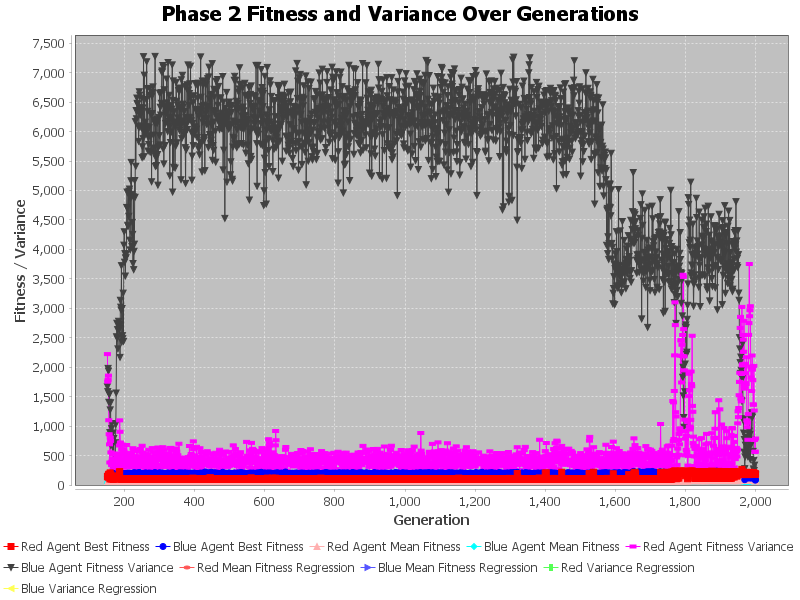 Phase 2 Fitness and Variance Over Generations
7,500
7,000
6,500
6,000
5,500
5,000
4,500
4,000
3,500
3,000
2,500
2,000
1,500
1,000
500
0
Fitness / Variance
200 400 600 800 1,000 1,200 1,400 1,600 1,800 2,000
Generation
Red Agent Best Fitness Blue Agent Best Fitness Red Agent Mean Fitness Blue Agent Mean Fitness Red Agent Fitness Variance
Blue Agent Fitness Variance Red Mean Fitness Regression Blue Mean Fitness Regression Red Variance Regression
Blue Variance Regression